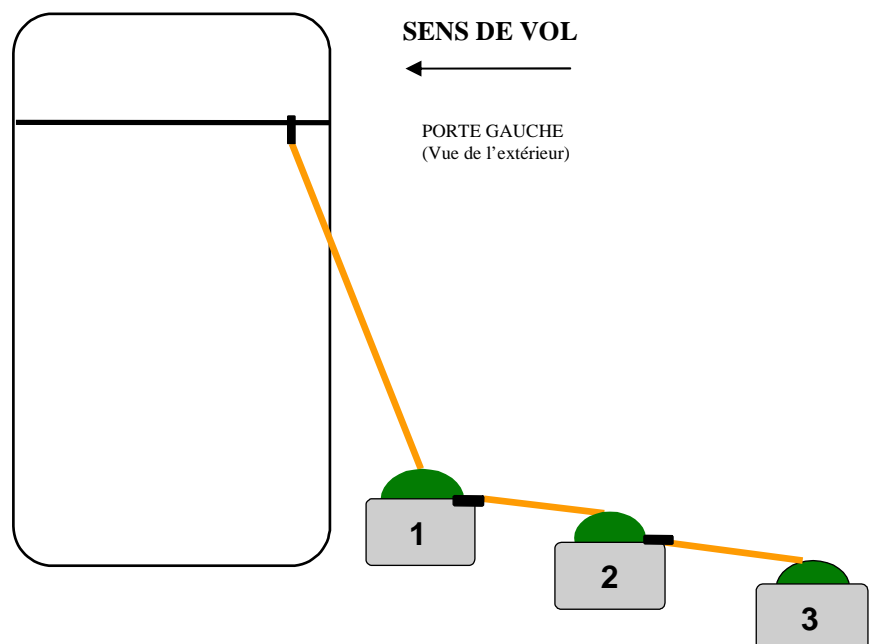 SENS DE VOL
PORTE GAUCHE
(Vue de l’extérieur)
1
2
3